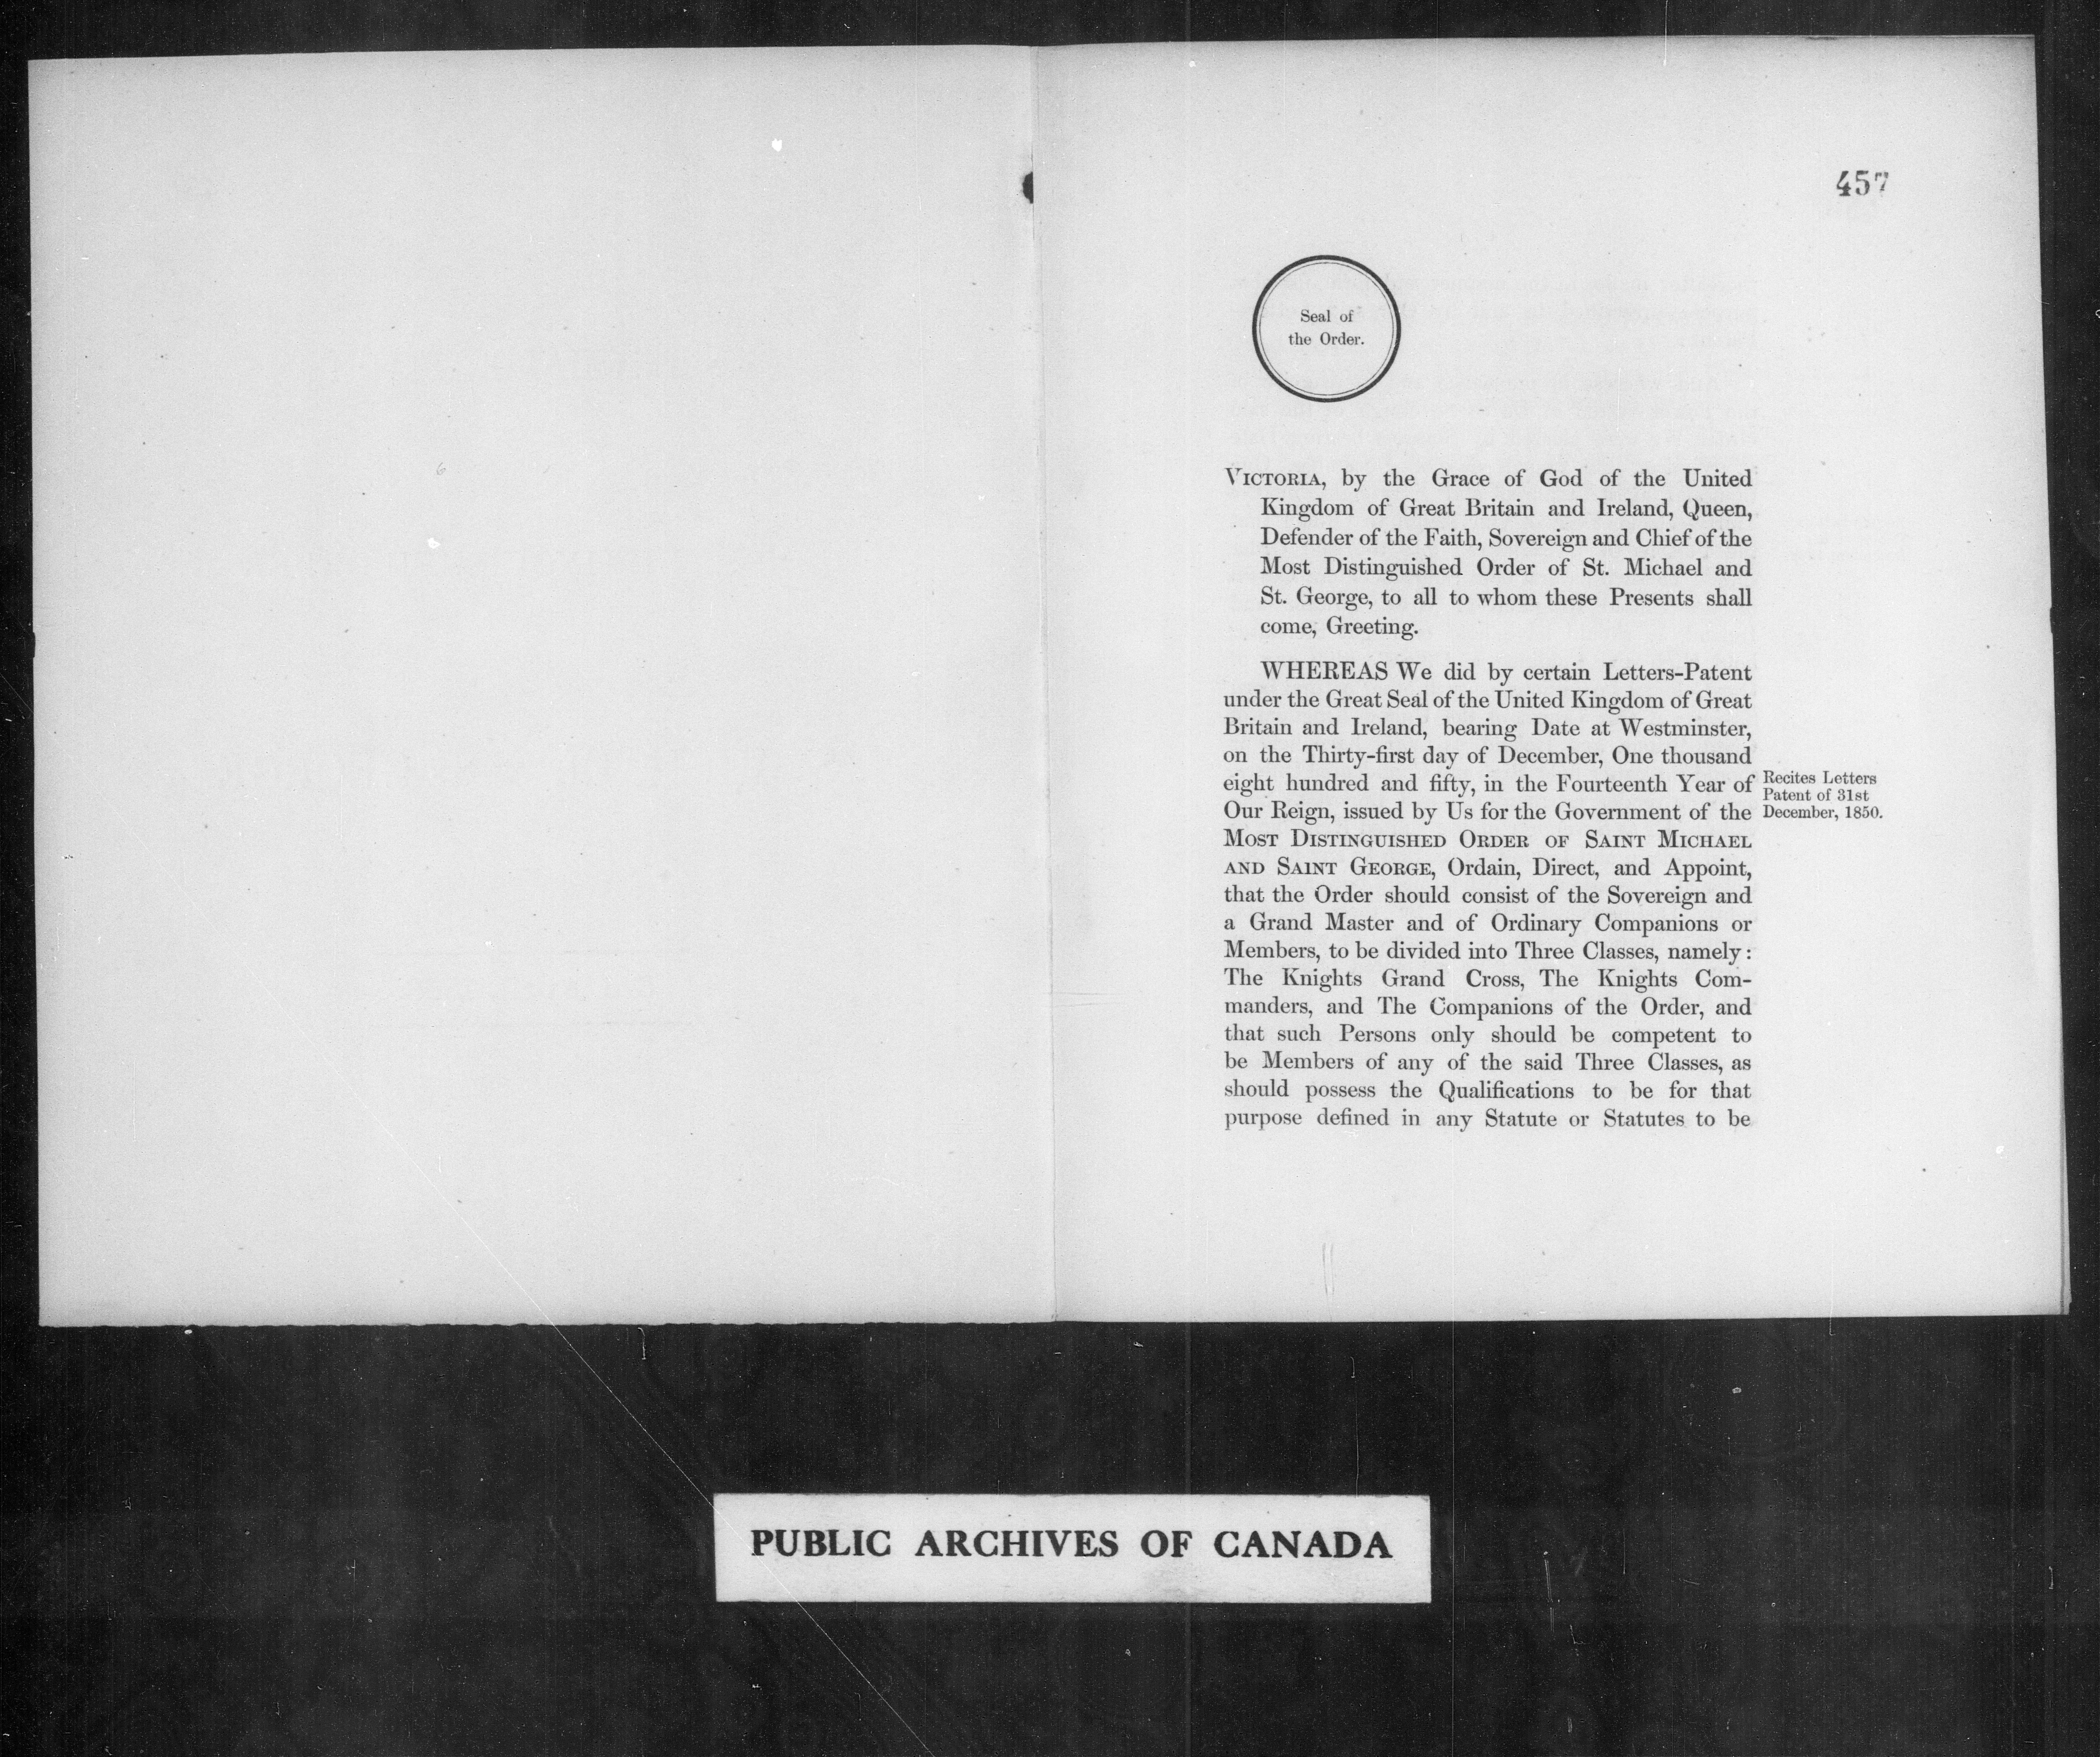 457
Seal of
the Order.
VICTORIA, by the Grace of God of the United
Kingdom of Great Britain and Ireland, Queen,
Defender of the Faith, Sovereign and Chief of the
Most Distinguished Order of St. Michael and
St. George, to all to whom these Presents shall
come, Greeting.
WHEREAS We did by certain Letters-Patent
under the Great Seal of the United Kingdom of Great
Britain and Ireland, bearing Date at Westminster,
on the Thirty-first day of December, One thousand
eight hundred and fifty, in the Fourteenth Year of
Our Reign, issued by Us for the Government of the
MOST DISTINGUISHED ORDER OF SAINT MICHAEL
AND SAINT GEORGE, Ordain, Direct, and Appoint,
that the Order should consist of the Sovereign and
a Grand Master and of Ordinary Companions or
Members, to be divided into Three Classes, namely:
The Knights Grand Cross, The Knights Com-
manders, and The Companions of the Order, and
that such Persons only should be competent to
be Members of any of the said Three Classes, as
should possess the Qualifications to be for that
purpose defined in any Statute or Statutes to be
Recites Letters
Patent of 31st
December, 1850.
PUBLIC ARCHIVES OF CANADA